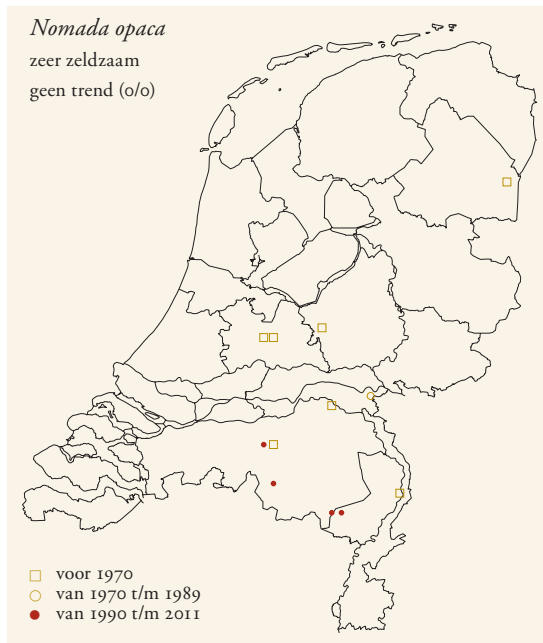 Nomada opaca
zeer zeldzaam
geen trend (0/0)
voor 1970
van 1970 t/m 1989
van 1990 t/m 2011